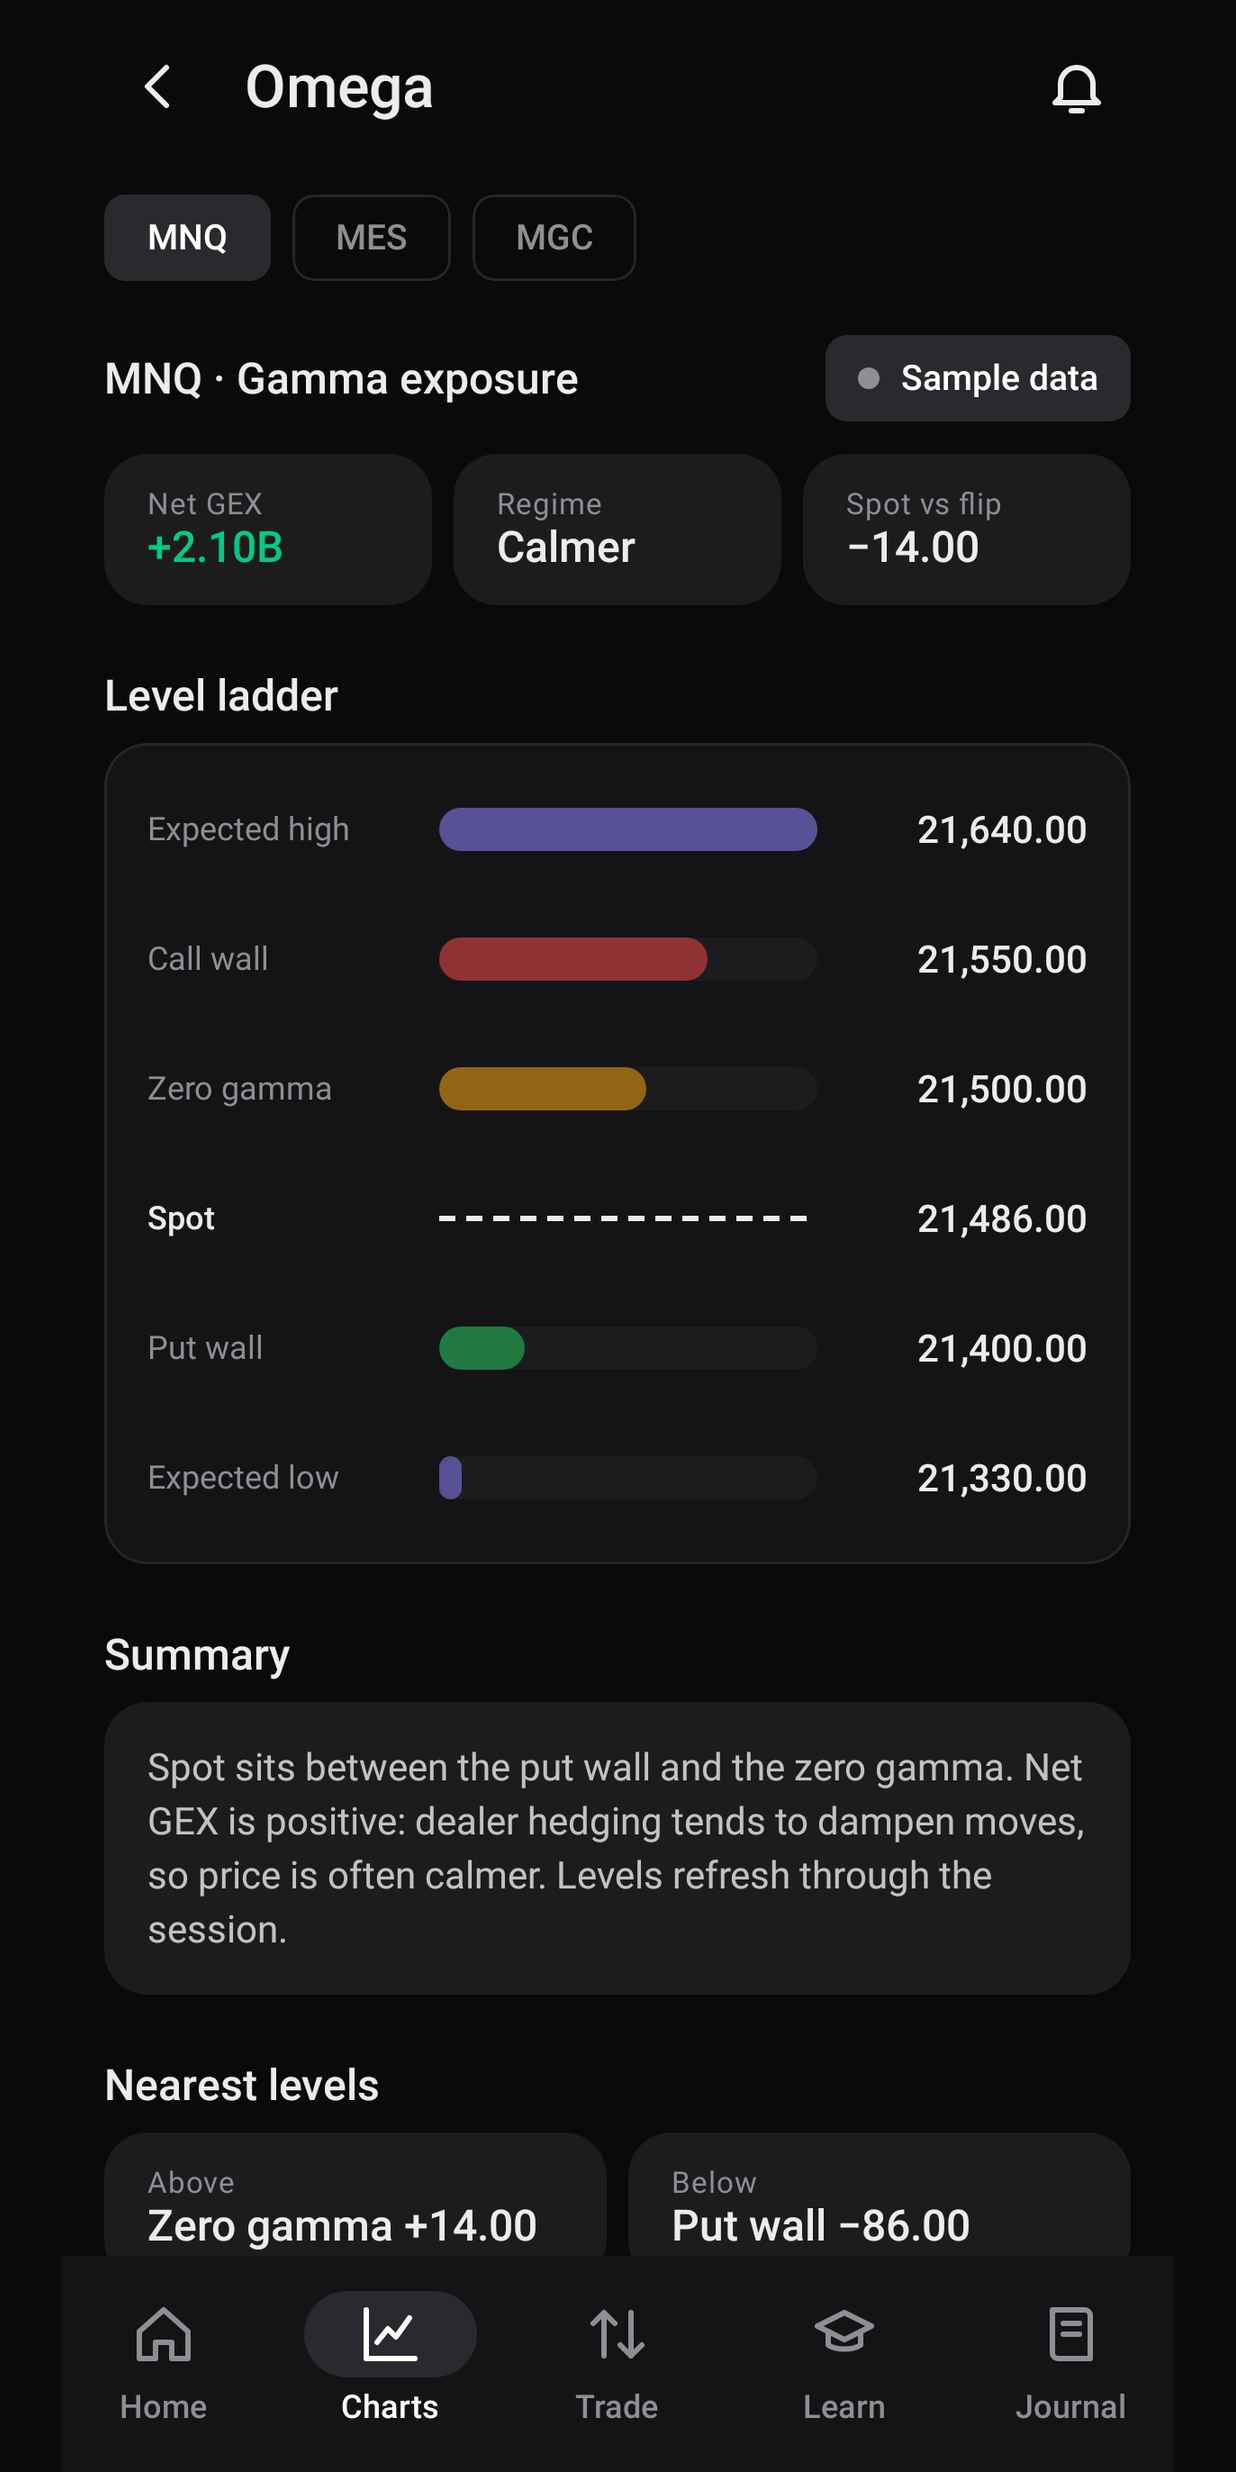 Omega
MNQ
MES
MGC
MNQ · Gamma exposure
Sample data
Net GEX
+2.10B
Regime
Calmer
Spot vs flip
−14.00
Level ladder
Expected high
21,640.00
Call wall
21,550.00
Zero gamma
21,500.00
Spot
21,486.00
Put wall
21,400.00
Expected low
21,330.00
Summary
Spot sits between the put wall and the zero gamma. Net
GEX is positive: dealer hedging tends to dampen moves,
so price is often calmer. Levels refresh through the
session.
Nearest levels
Above
Zero gamma +14.00
Below
Put wall −86.00
Home
Charts
Trade
Learn
Journal